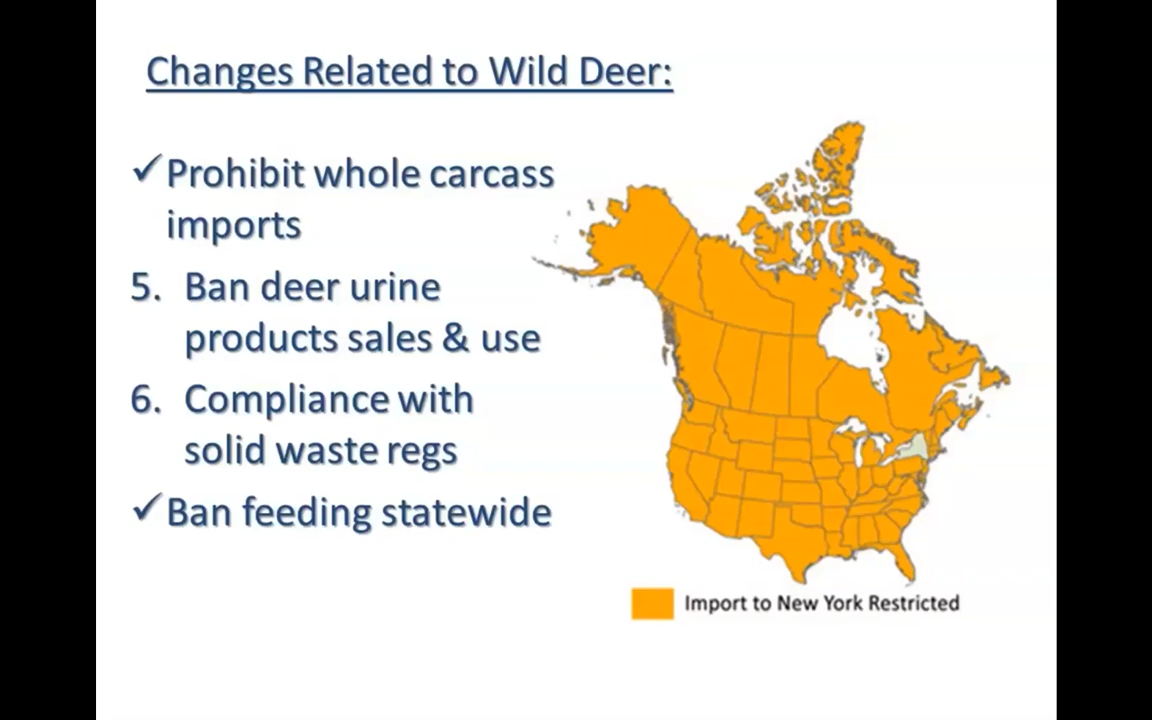 Changes Related to Wild Deer:
✓ Prohibit whole carcass
imports
5. Ban deer urine
products sales & use
6. Compliance with
solid waste regs
✓ Ban feeding statewide
Import to New York Restricted